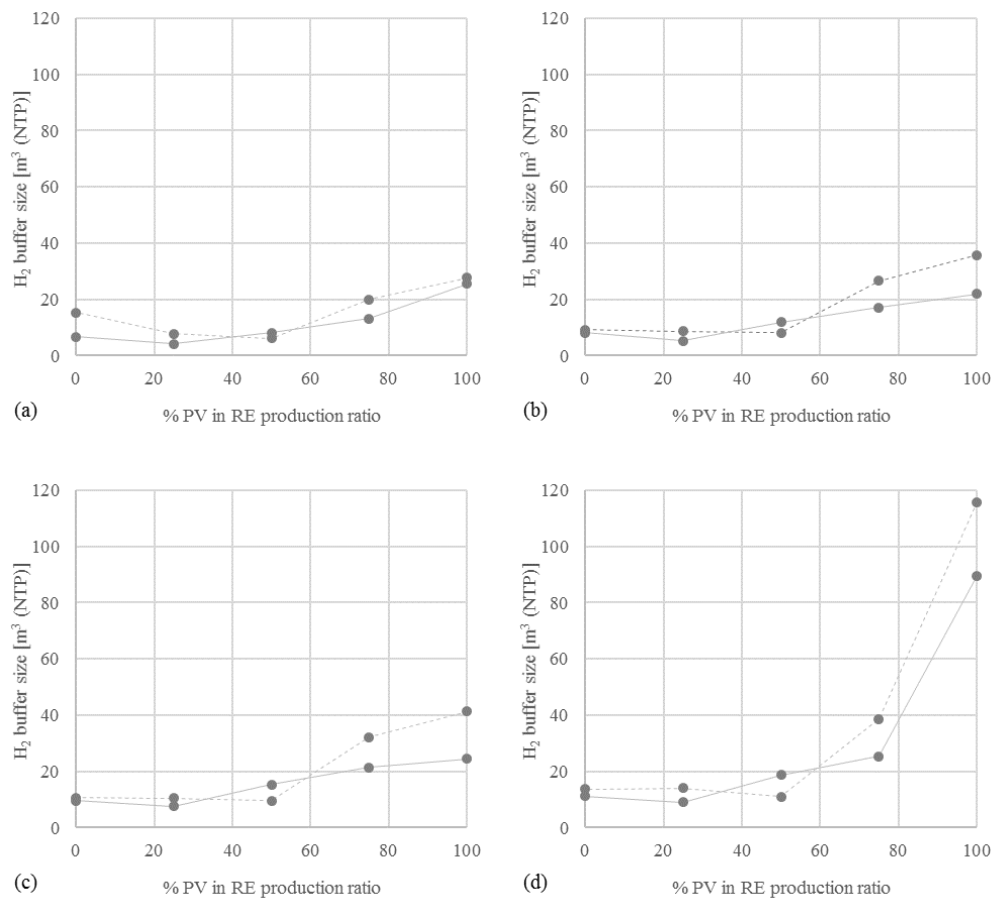 120
100
80
60
40
20
0
H₂ buffer size [m³ (NTP)]
0 20 40 60 80 100
(a) % PV in RE production ratio
120
100
80
60
40
20
0
H₂ buffer size [m³ (NTP)]
0 20 40 60 80 100
(b) % PV in RE production ratio
120
100
80
60
40
20
0
H₂ buffer size [m³ (NTP)]
0 20 40 60 80 100
(c) % PV in RE production ratio
120
100
80
60
40
20
0
H₂ buffer size [m³ (NTP)]
0 20 40 60 80 100
(d) % PV in RE production ratio